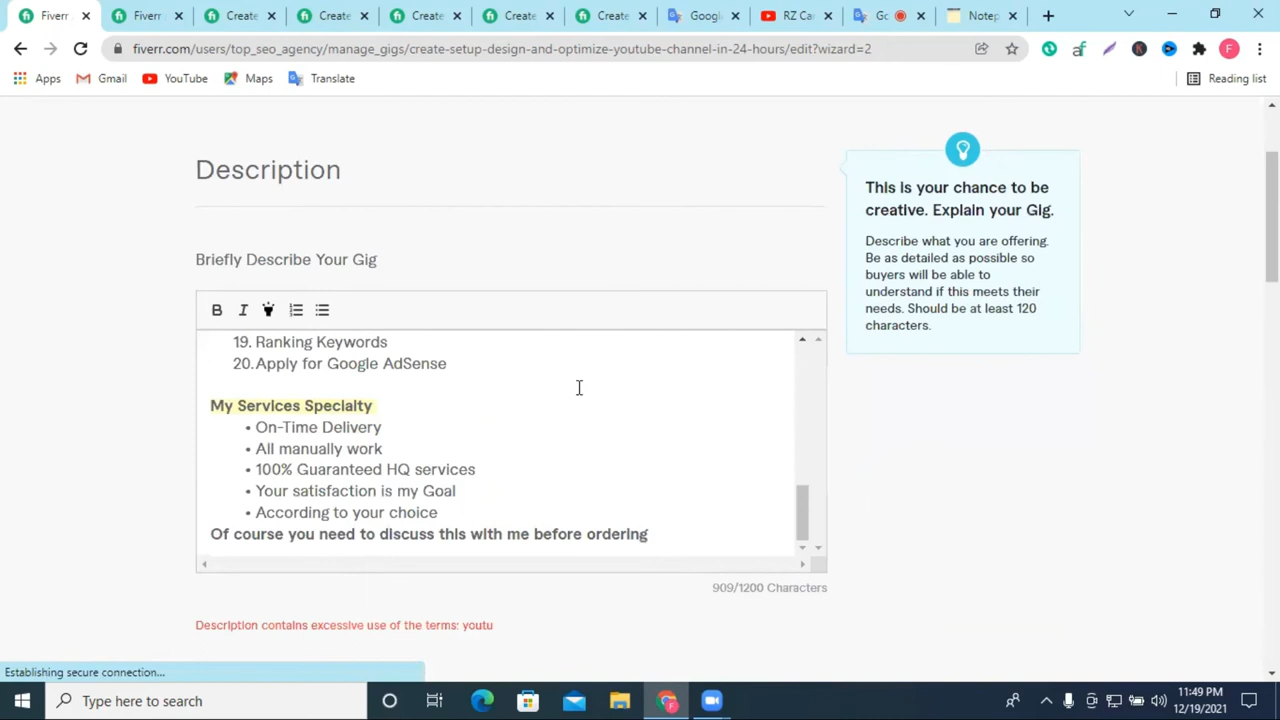 Fiverr
Fiverr
Create
Create
Create
Create
Create
Googl
RZ Car
Go
Notep
fiverr.com/users/top_seo_agency/manage_gigs/create-setup-design-and-optimize-youtube-channel-in-24-hours/edit?wizard=2
Apps
Gmail
YouTube
Maps
Translate
Reading list
Description
Briefly Describe Your Gig
19. Ranking Keywords
20. Apply for Google AdSense
My Services Specialty
• On-Time Delivery
• All manually work
• 100% Guaranteed HQ services
• Your satisfaction is my Goal
• According to your choice
Of course you need to discuss this with me before ordering
909/1200 Characters
Description contains excessive use of the terms: youtu
This is your chance to be
creative. Explain your Gig.
Describe what you are offering.
Be as detailed as possible so
buyers will be able to
understand if this meets their
needs. Should be at least 120
characters.
Establishing secure connection...
Type here to search
11:49 PM
12/19/2021